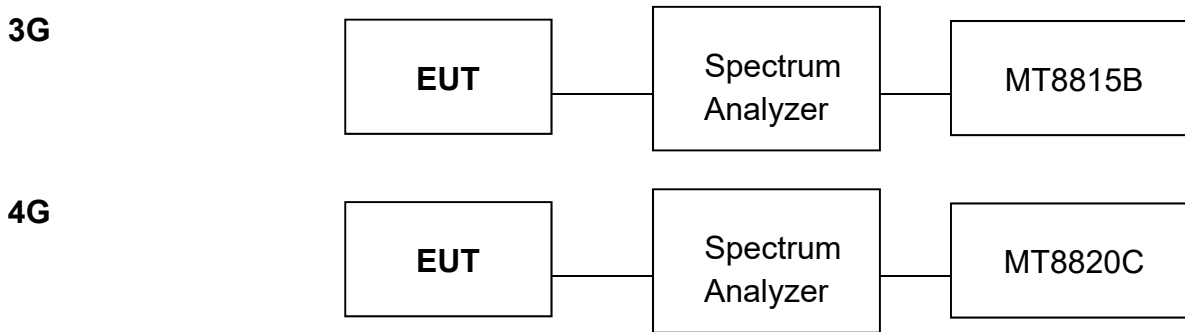 3G
EUT
Spectrum
Analyzer
MT8815B
4G
EUT
Spectrum
Analyzer
MT8820C